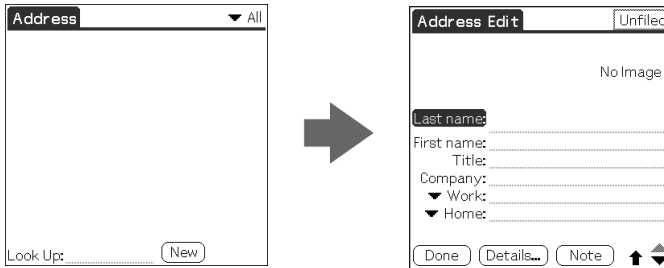 Address
All
Look Up:
New
Address Edit
Unfiled
No Image
Last name:
First name:
Title:
Company:
Work:
Home:
Done
Details...
Note